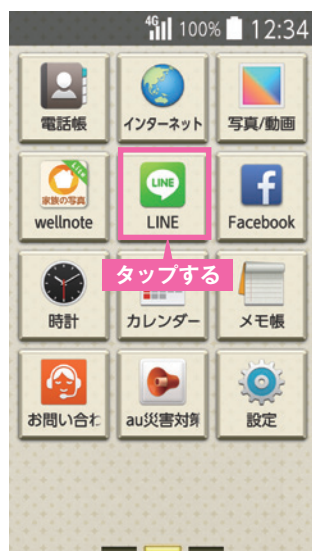 4G 100% 12:34
電話帳 インターネット 写真/動画
Lite
家族の写真 LINE
wellnote LINE Facebook
タップする
時計 カレンダー メモ帳
お問い合わ au災害対策 設定